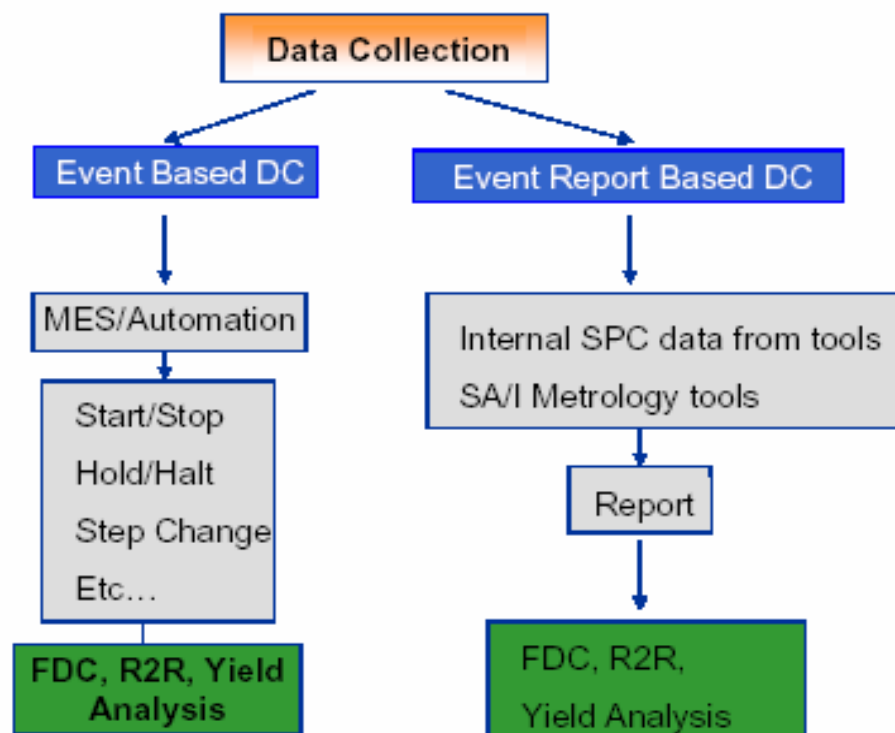 Data Collection
Event Based DC
MES/Automation
Start/Stop
Hold/Halt
Step Change
Etc...
FDC, R2R, Yield
Analysis
Event Report Based DC
Internal SPC data from tools
SA/I Metrology tools
Report
FDC, R2R,
Yield Analysis